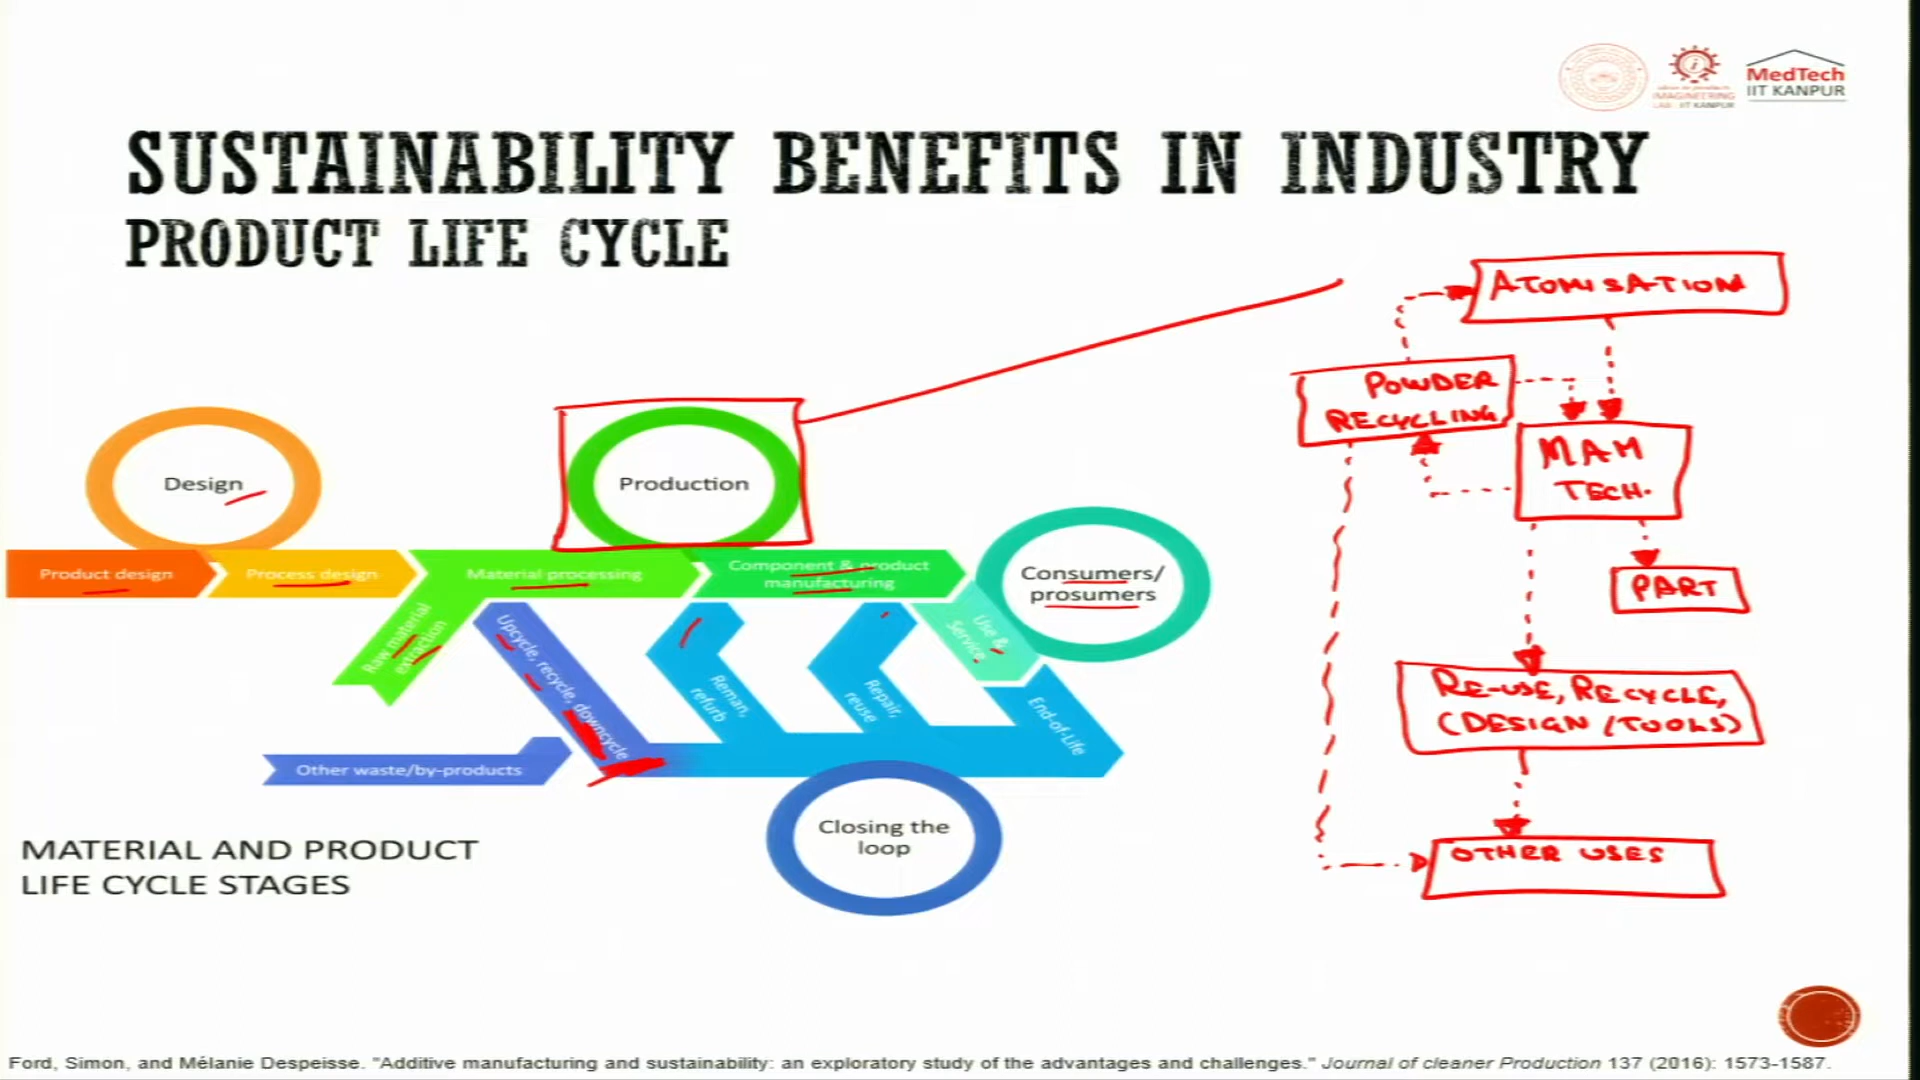 MedTech
IIT KANPUR
IMAGINEERING
LAB, IIT KANPUR
SUSTAINABILITY BENEFITS IN INDUSTRY
PRODUCT LIFE CYCLE
Design
Production
Consumers/
prosumers
Product design
Process design
Material processing
Component & product
manufacturing
Raw material
extraction
Upcycle, recycle, downcycle
Reman,
refurb
Repair,
reuse
Use &
Service
End-of-Life
Other waste/by-products
Closing the
loop
MATERIAL AND PRODUCT
LIFE CYCLE STAGES
ATOMISATION
POWDER
RECYCLING
MAM
TECH.
PART
RE-USE, RECYCLE,
(DESIGN / TOOLS)
OTHER USES
Ford, Simon, and Mélanie Despeisse. "Additive manufacturing and sustainability: an exploratory study of the advantages and challenges." Journal of cleaner Production 137 (2016): 1573-1587.